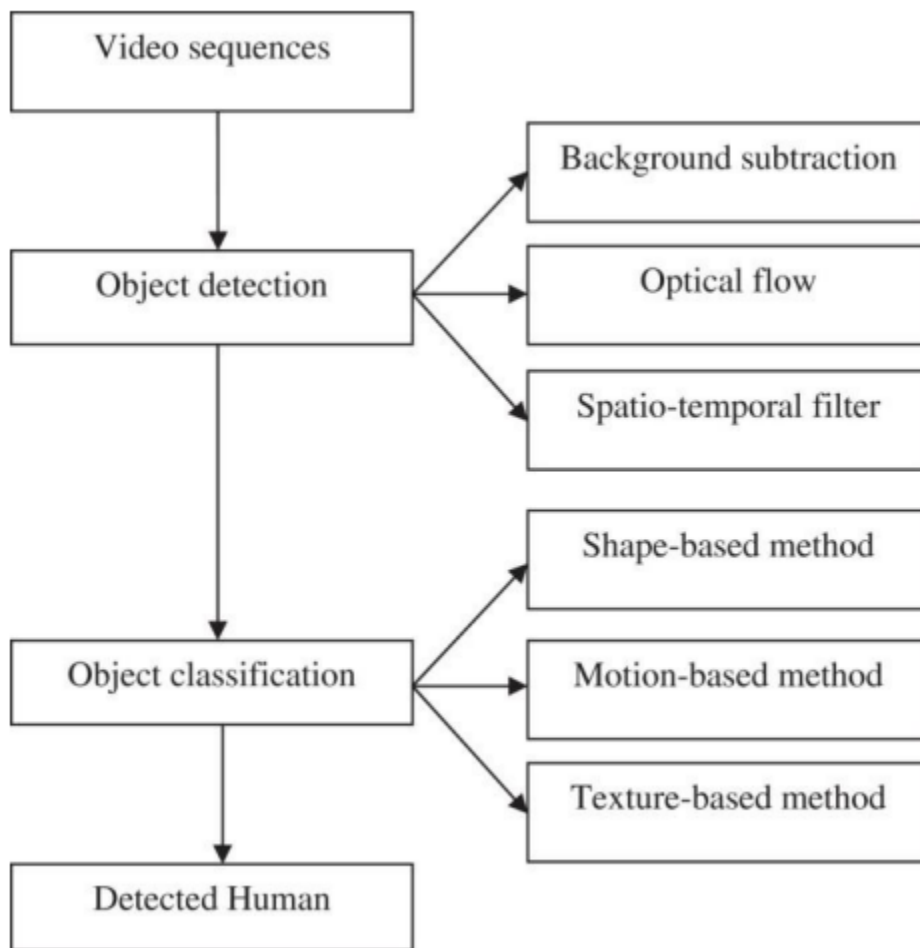 Video sequences
Background subtraction
Object detection
Optical flow
Spatio-temporal filter
Shape-based method
Object classification
Motion-based method
Texture-based method
Detected Human